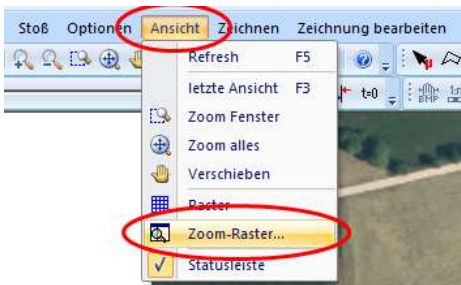 Stoß Optionen Ansicht Zeichnen Zeichnung bearbeiten
Refresh F5
t=0
letzte Ansicht F3
Zoom Fenster
Zoom alles
Verschieben
Raster
Zoom-Raster...
Statusleiste